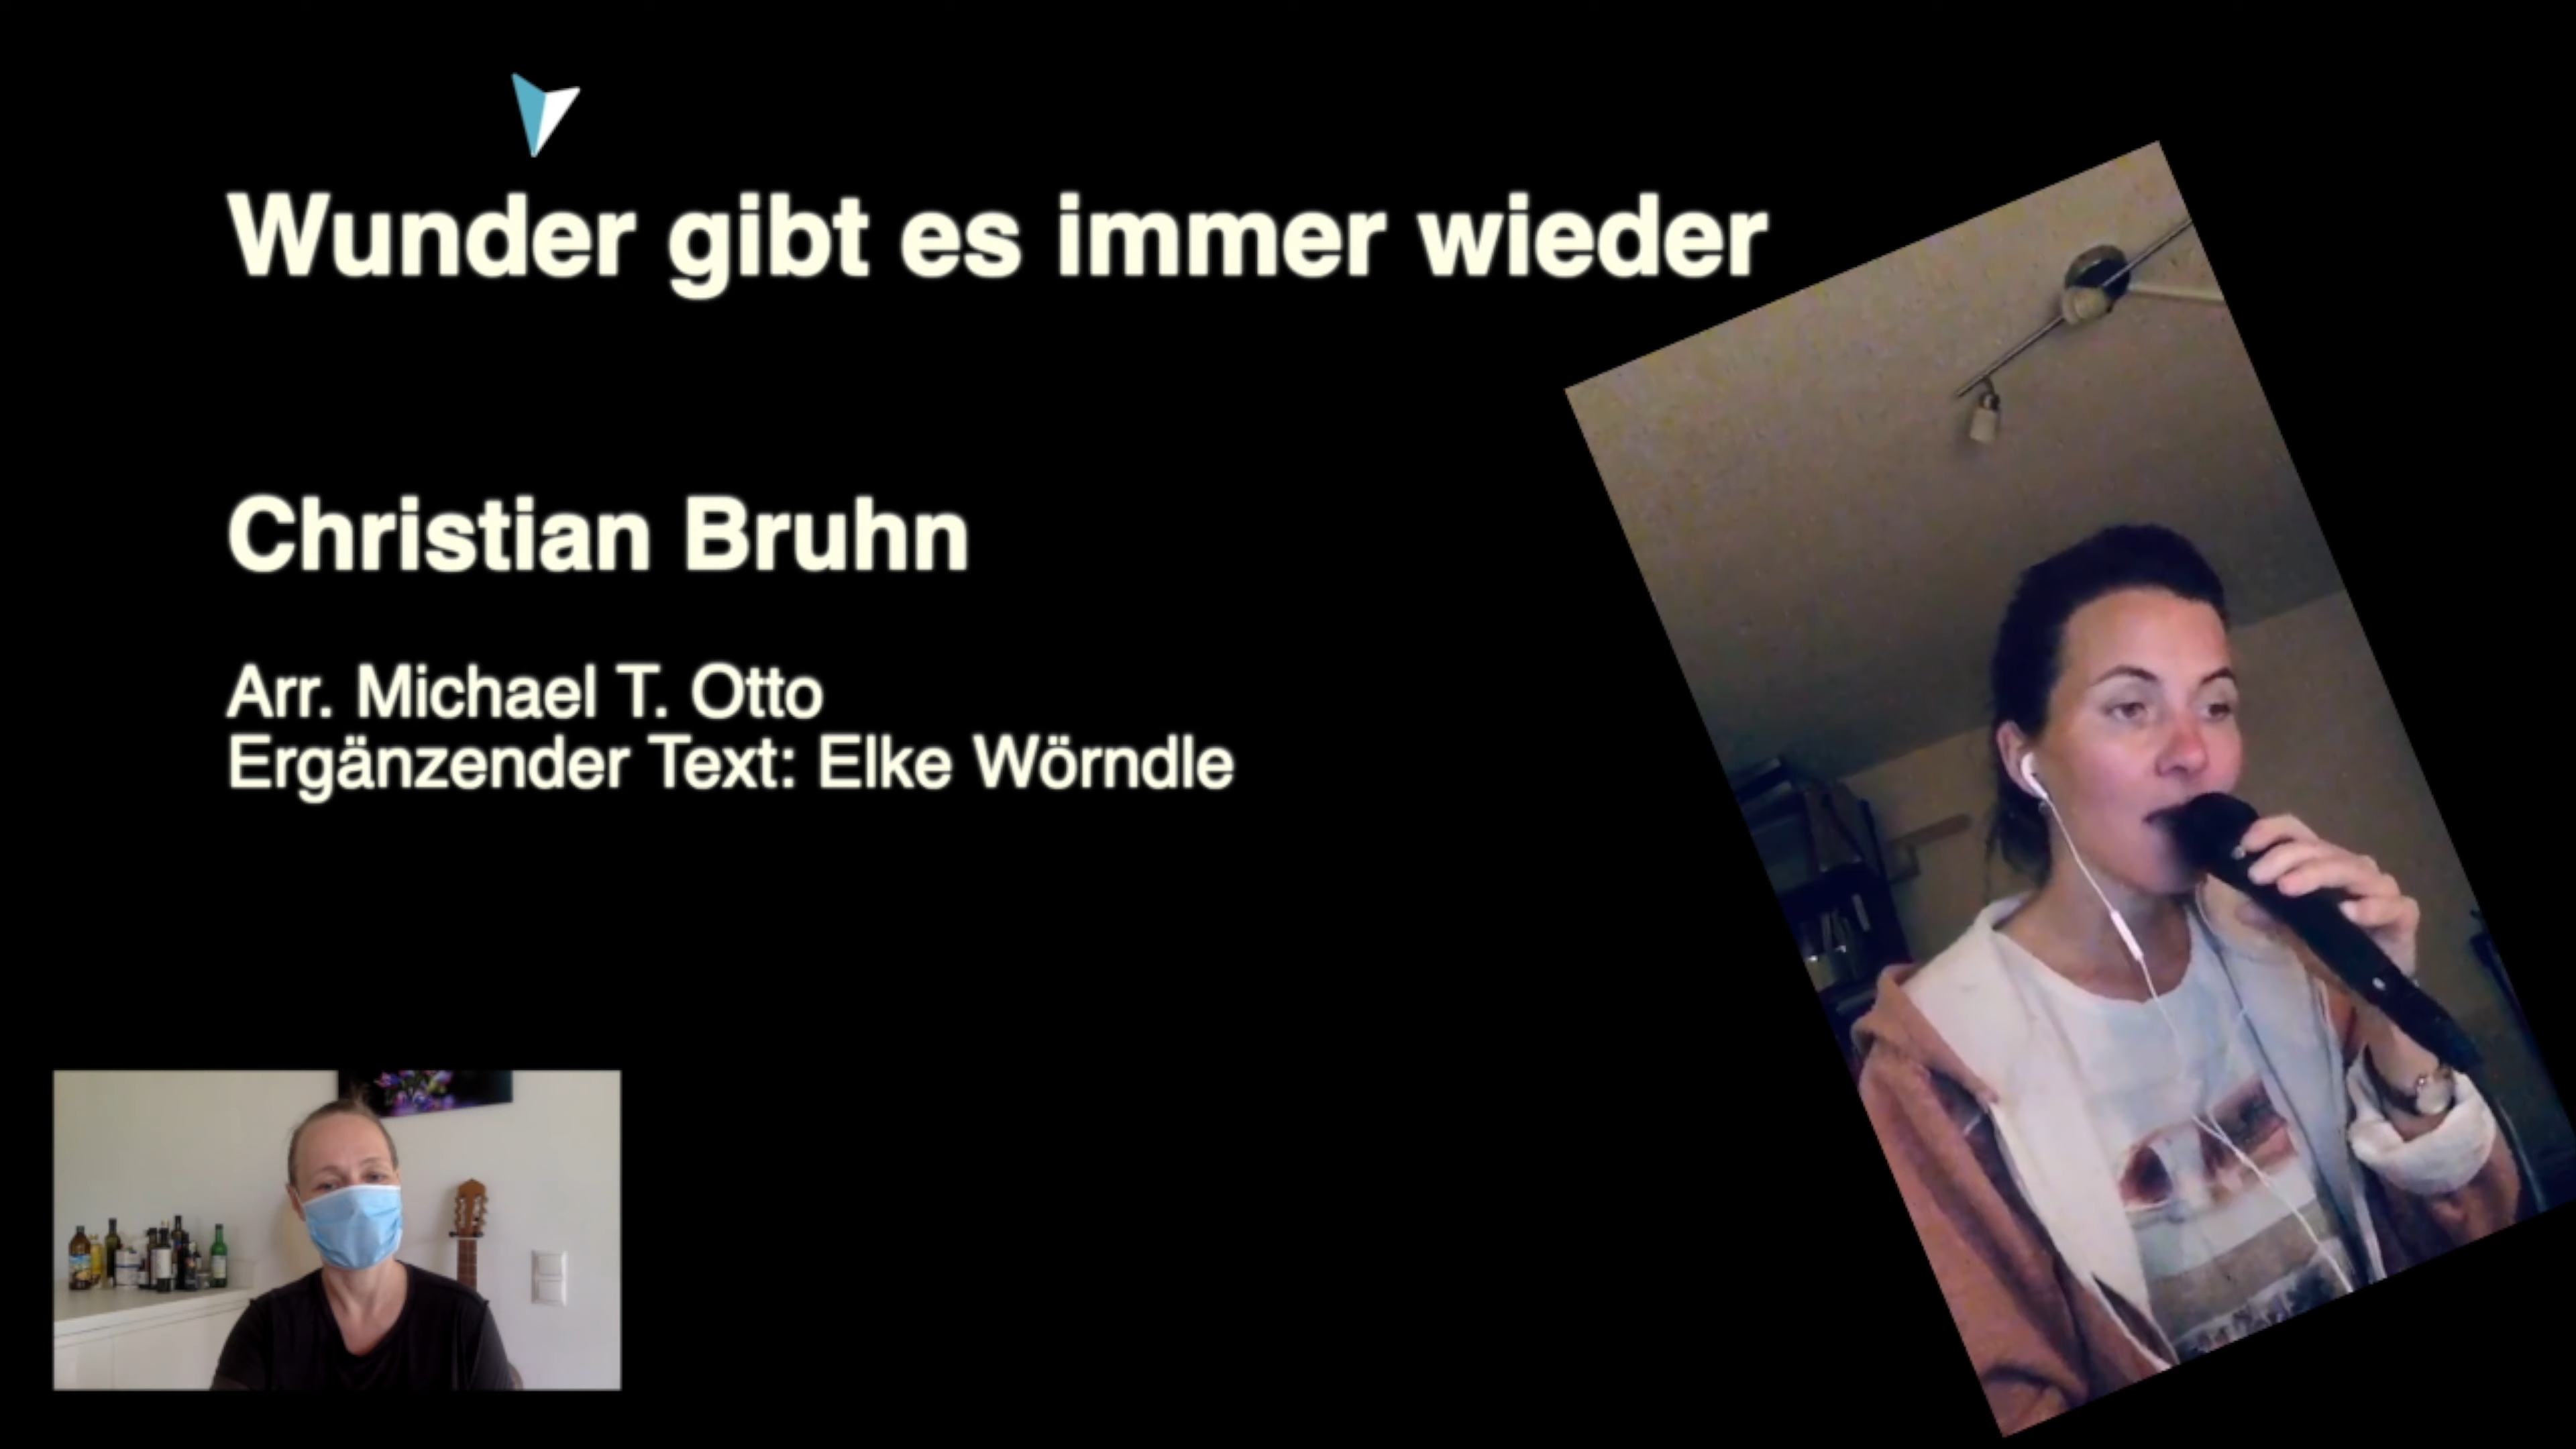 Wunder gibt es immer wieder
Christian Bruhn
Arr. Michael T. Otto
Ergänzender Text: Elke Wörndle